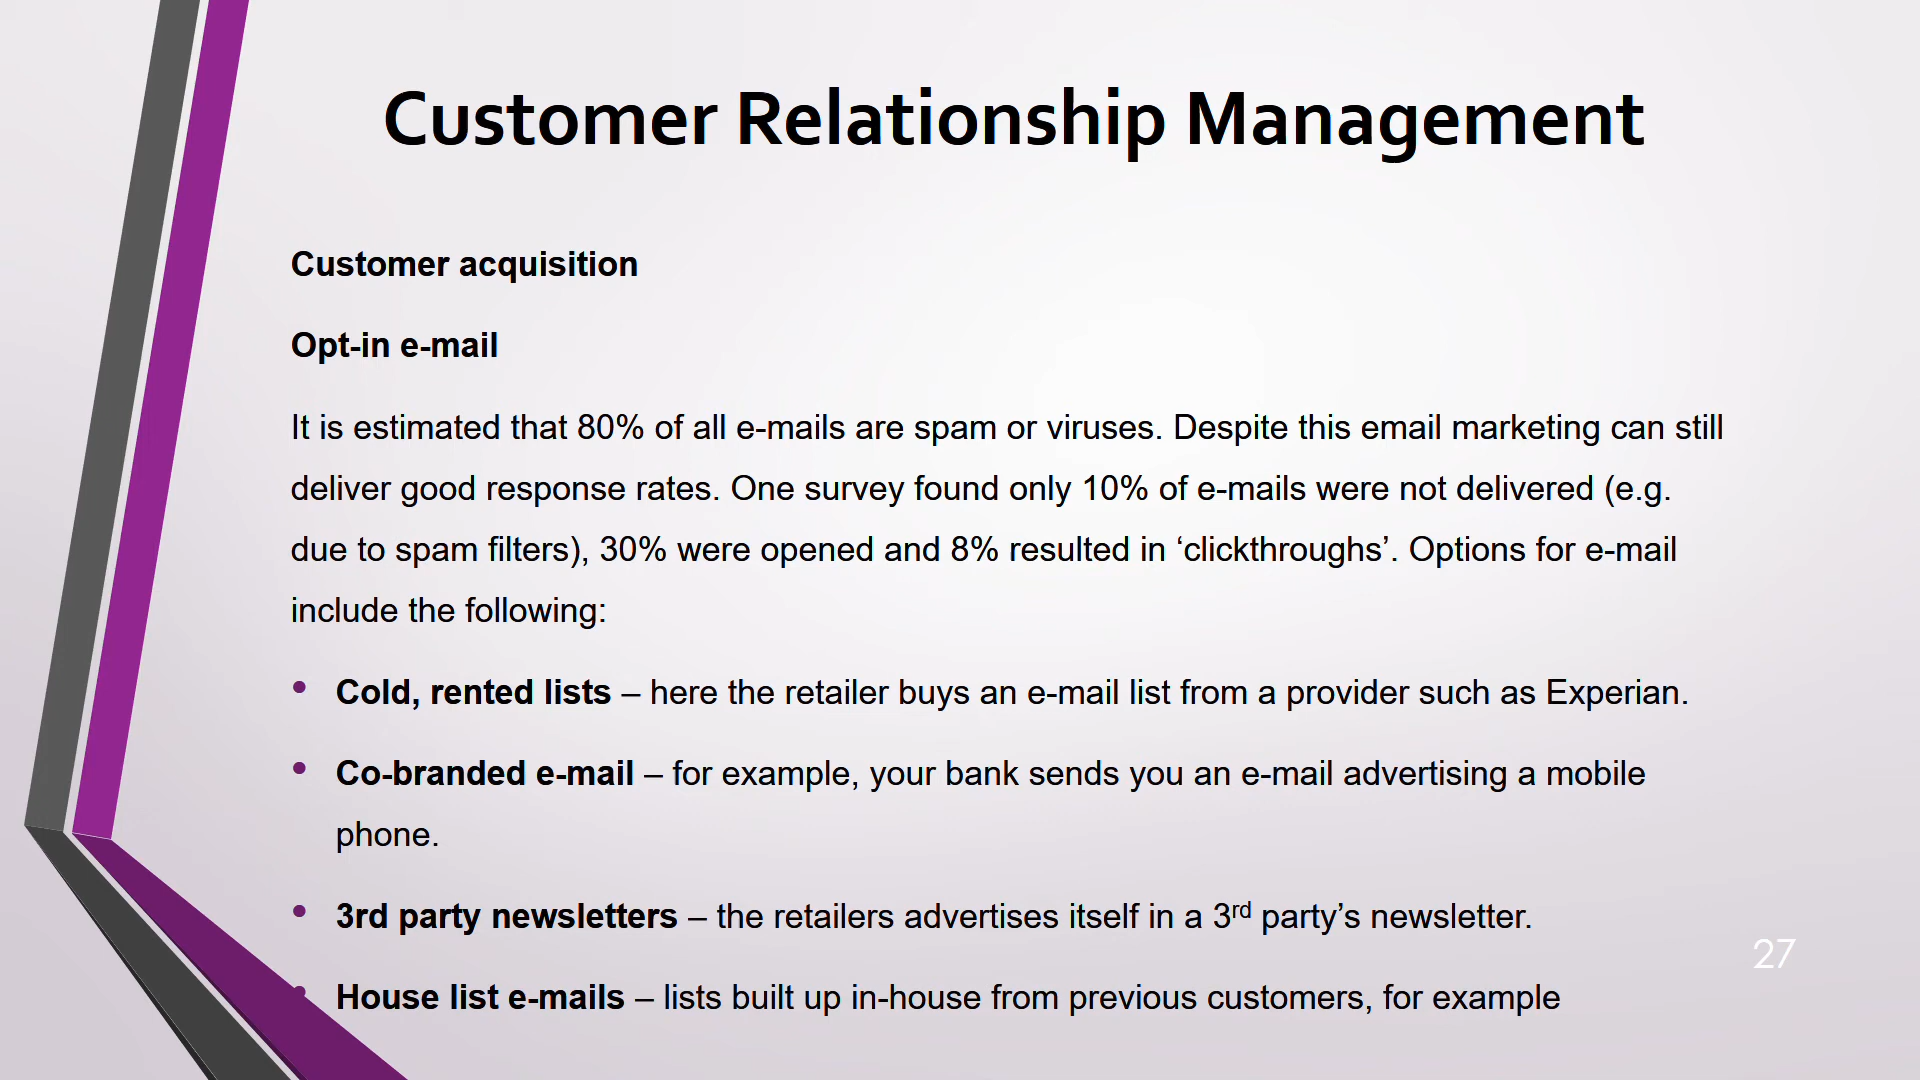 Customer Relationship Management
Customer acquisition
Opt-in e-mail
It is estimated that 80% of all e-mails are spam or viruses. Despite this email marketing can still
deliver good response rates. One survey found only 10% of e-mails were not delivered (e.g.
due to spam filters), 30% were opened and 8% resulted in ‘clickthroughs’. Options for e-mail
include the following:
• Cold, rented lists – here the retailer buys an e-mail list from a provider such as Experian.
• Co-branded e-mail – for example, your bank sends you an e-mail advertising a mobile
phone.
• 3rd party newsletters – the retailers advertises itself in a 3rd party’s newsletter.
• House list e-mails – lists built up in-house from previous customers, for example
27